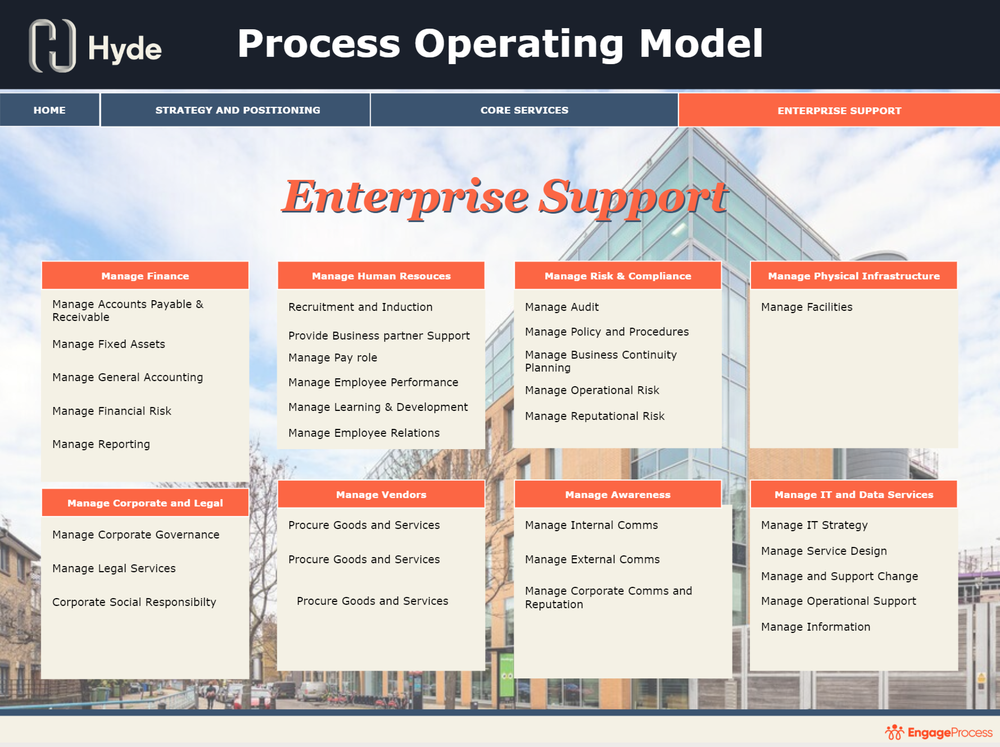 Hyde
Process Operating Model
HOME
STRATEGY AND POSITIONING
CORE SERVICES
ENTERPRISE SUPPORT
Enterprise Support
Manage Finance
Manage Accounts Payable &
Receivable
Manage Fixed Assets
Manage General Accounting
Manage Financial Risk
Manage Reporting
Manage Human Resouces
Recruitment and Induction
Provide Business partner Support
Manage Pay role
Manage Employee Performance
Manage Learning & Development
Manage Employee Relations
Manage Risk & Compliance
Manage Audit
Manage Policy and Procedures
Manage Business Continuity
Planning
Manage Operational Risk
Manage Reputational Risk
Manage Physical Infrastructure
Manage Facilities
Manage Corporate and Legal
Manage Corporate Governance
Manage Legal Services
Corporate Social Responsibilty
Manage Vendors
Procure Goods and Services
Procure Goods and Services
Procure Goods and Services
Manage Awareness
Manage Internal Comms
Manage External Comms
Manage Corporate Comms and
Reputation
Manage IT and Data Services
Manage IT Strategy
Manage Service Design
Manage and Support Change
Manage Operational Support
Manage Information
EngageProcess